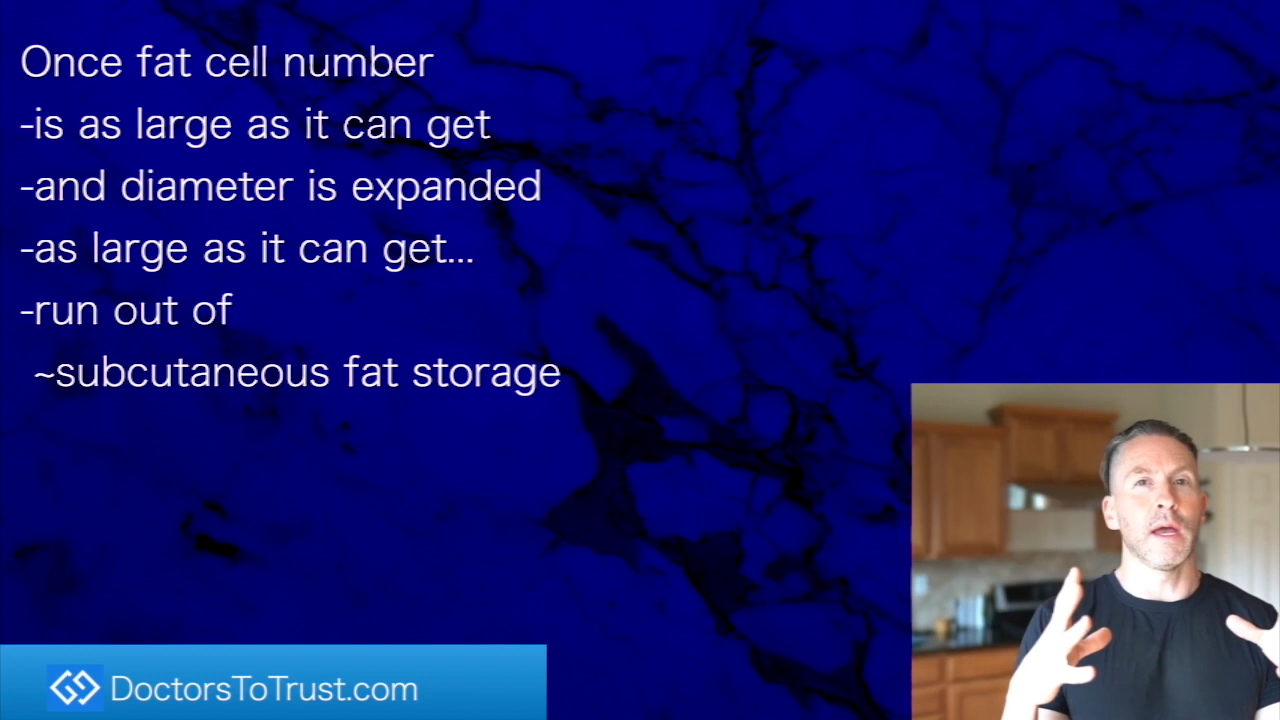 Once fat cell number
-is as large as it can get
-and diameter is expanded
-as large as it can get...
-run out of
~subcutaneous fat storage
DoctorsToTrust.com